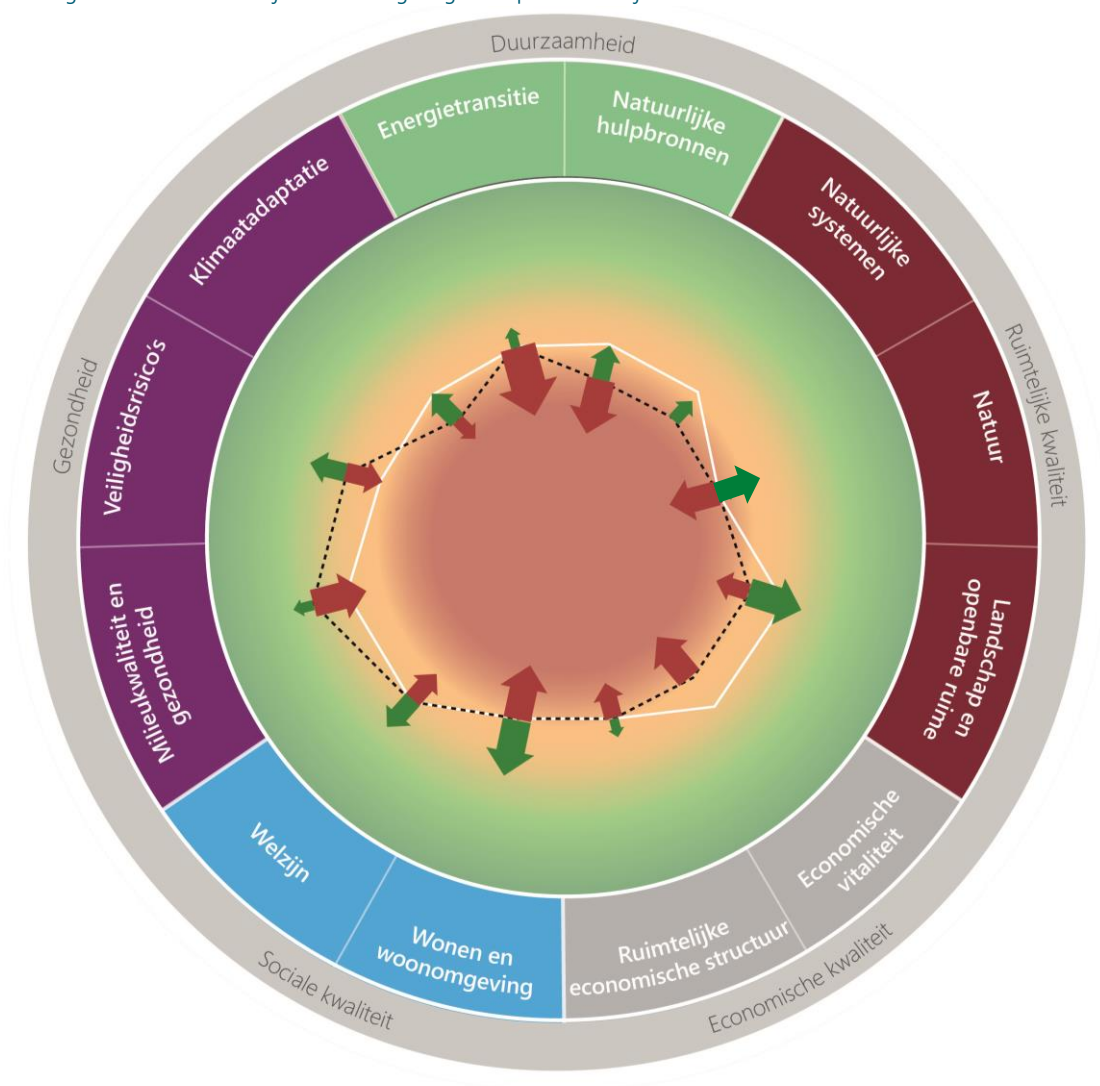 Duurzaamheid
Energietransitie
Natuurlijke
hulpbronnen
Natuurlijke
systemen
Ruimtelijke kwaliteit
Natuur
Landschap en
openbare ruimte
Economische
vitaliteit
Economische kwaliteit
Ruimtelijke
economische structuur
Wonen en
woonomgeving
Sociale kwaliteit
Welzijn
Milieukwaliteit en
gezondheid
Gezondheid
Veiligheidsrisico's
Klimaatadaptatie